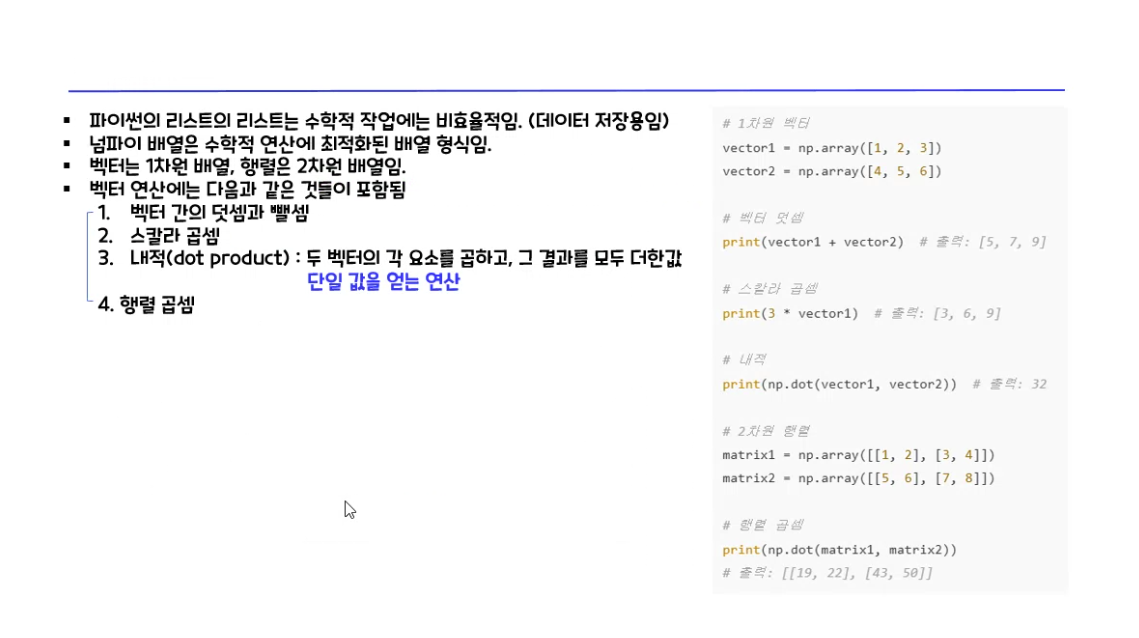 ▪ 파이썬의 리스트의 리스트는 수학적 작업에는 비효율적임. (데이터 저장용임)
▪ 넘파이 배열은 수학적 연산에 최적화된 배열 형식임.
▪ 벡터는 1차원 배열, 행렬은 2차원 배열임.
▪ 벡터 연산에는 다음과 같은 것들이 포함됨
1. 벡터 간의 덧셈과 뺄셈
2. 스칼라 곱셈
3. 내적(dot product) : 두 벡터의 각 요소를 곱하고, 그 결과를 모두 더한값
단일 값을 얻는 연산
4. 행렬 곱셈
# 1차원 벡터
vector1 = np.array([1, 2, 3])
vector2 = np.array([4, 5, 6])
# 벡터 덧셈
print(vector1 + vector2)  # 출력: [5, 7, 9]
# 스칼라 곱셈
print(3 * vector1)  # 출력: [3, 6, 9]
# 내적
print(np.dot(vector1, vector2))  # 출력: 32
# 2차원 행렬
matrix1 = np.array([[1, 2], [3, 4]])
matrix2 = np.array([[5, 6], [7, 8]])
# 행렬 곱셈
print(np.dot(matrix1, matrix2))
# 출력: [[19, 22], [43, 50]]